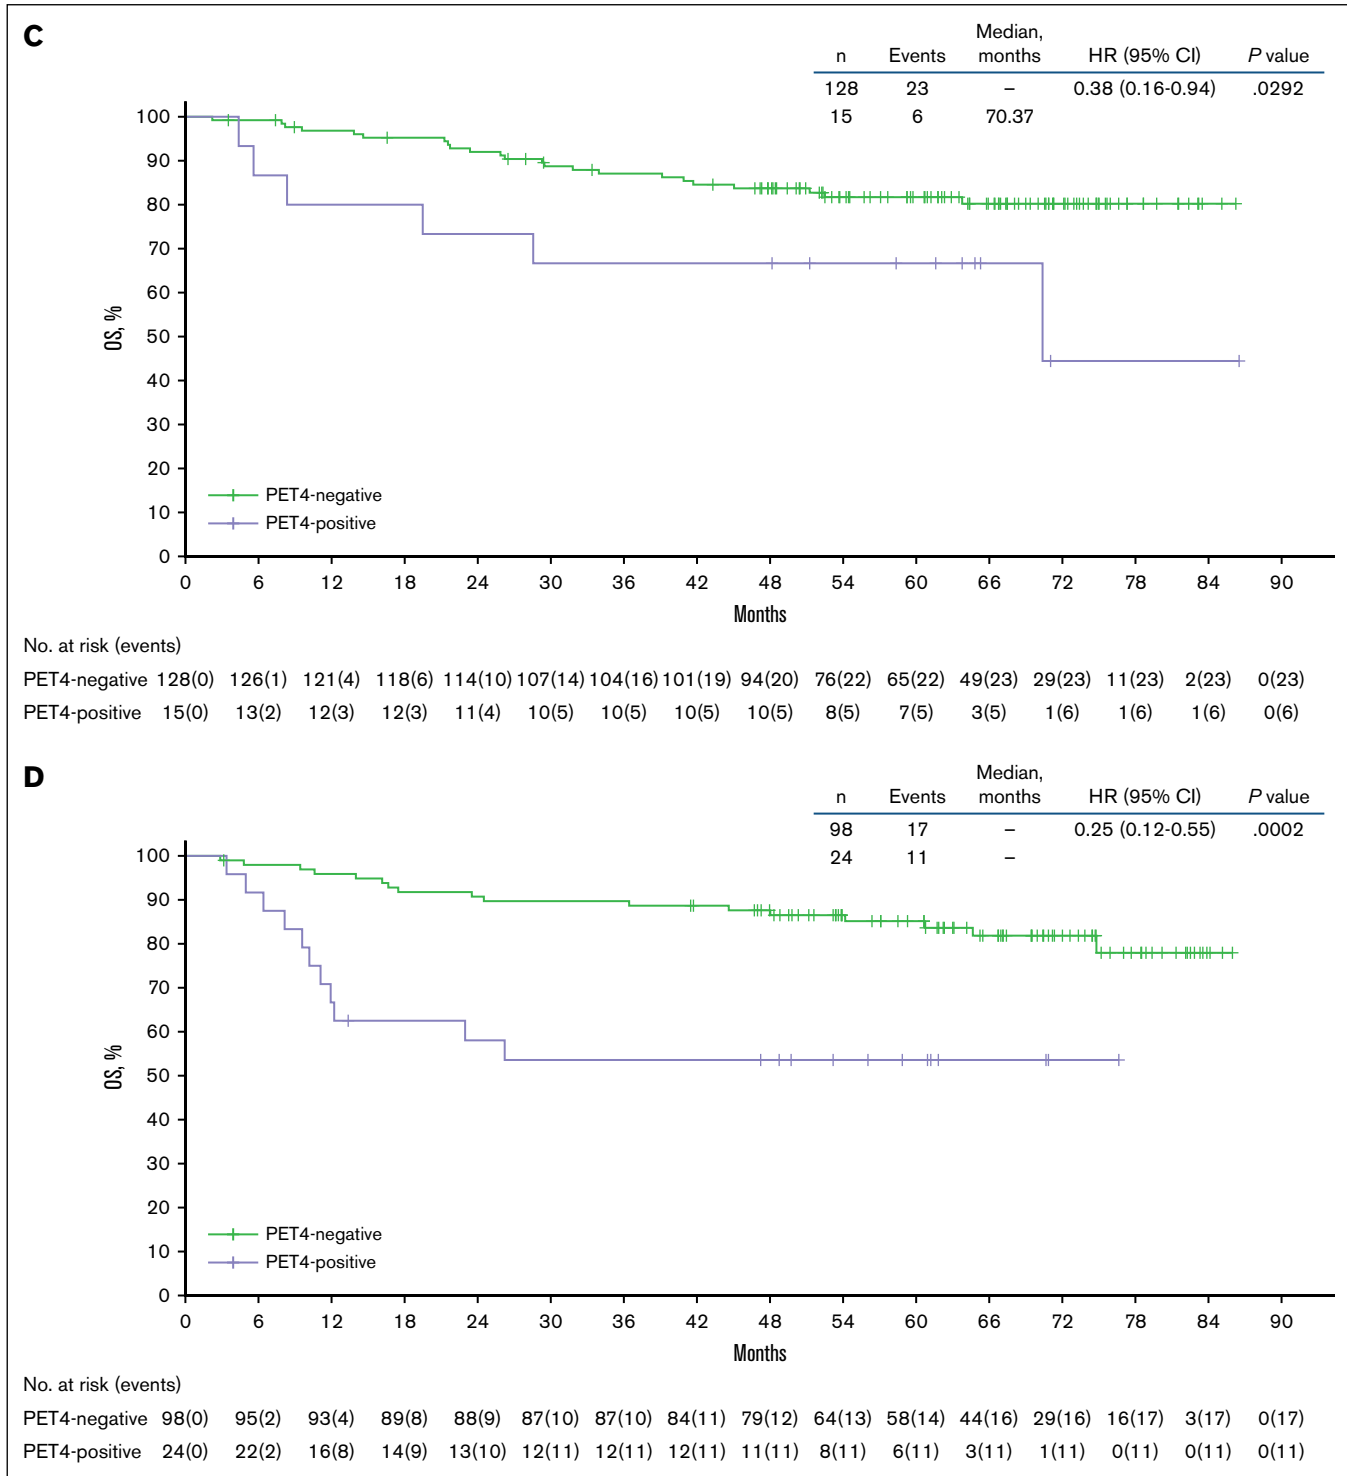 C
Median,
n Events months HR (95% CI) P value
128 23 – 0.38 (0.16-0.94) .0292
15 6 70.37
100
90
80
70
60
50
40
30
20
10
0
OS, %
PET4-negative
PET4-positive
0 6 12 18 24 30 36 42 48 54 60 66 72 78 84 90
Months
No. at risk (events)
PET4-negative 128(0) 126(1) 121(4) 118(6) 114(10) 107(14) 104(16) 101(19) 94(20) 76(22) 65(22) 49(23) 29(23) 11(23) 2(23) 0(23)
PET4-positive 15(0) 13(2) 12(3) 12(3) 11(4) 10(5) 10(5) 10(5) 10(5) 8(5) 7(5) 3(5) 1(6) 1(6) 1(6) 0(6)
D
Median,
n Events months HR (95% CI) P value
98 17 – 0.25 (0.12-0.55) .0002
24 11 –
100
90
80
70
60
50
40
30
20
10
0
OS, %
PET4-negative
PET4-positive
0 6 12 18 24 30 36 42 48 54 60 66 72 78 84 90
Months
No. at risk (events)
PET4-negative 98(0) 95(2) 93(4) 89(8) 88(9) 87(10) 87(10) 84(11) 79(12) 64(13) 58(14) 44(16) 29(16) 16(17) 3(17) 0(17)
PET4-positive 24(0) 22(2) 16(8) 14(9) 13(10) 12(11) 12(11) 12(11) 11(11) 8(11) 6(11) 3(11) 1(11) 0(11) 0(11) 0(11)